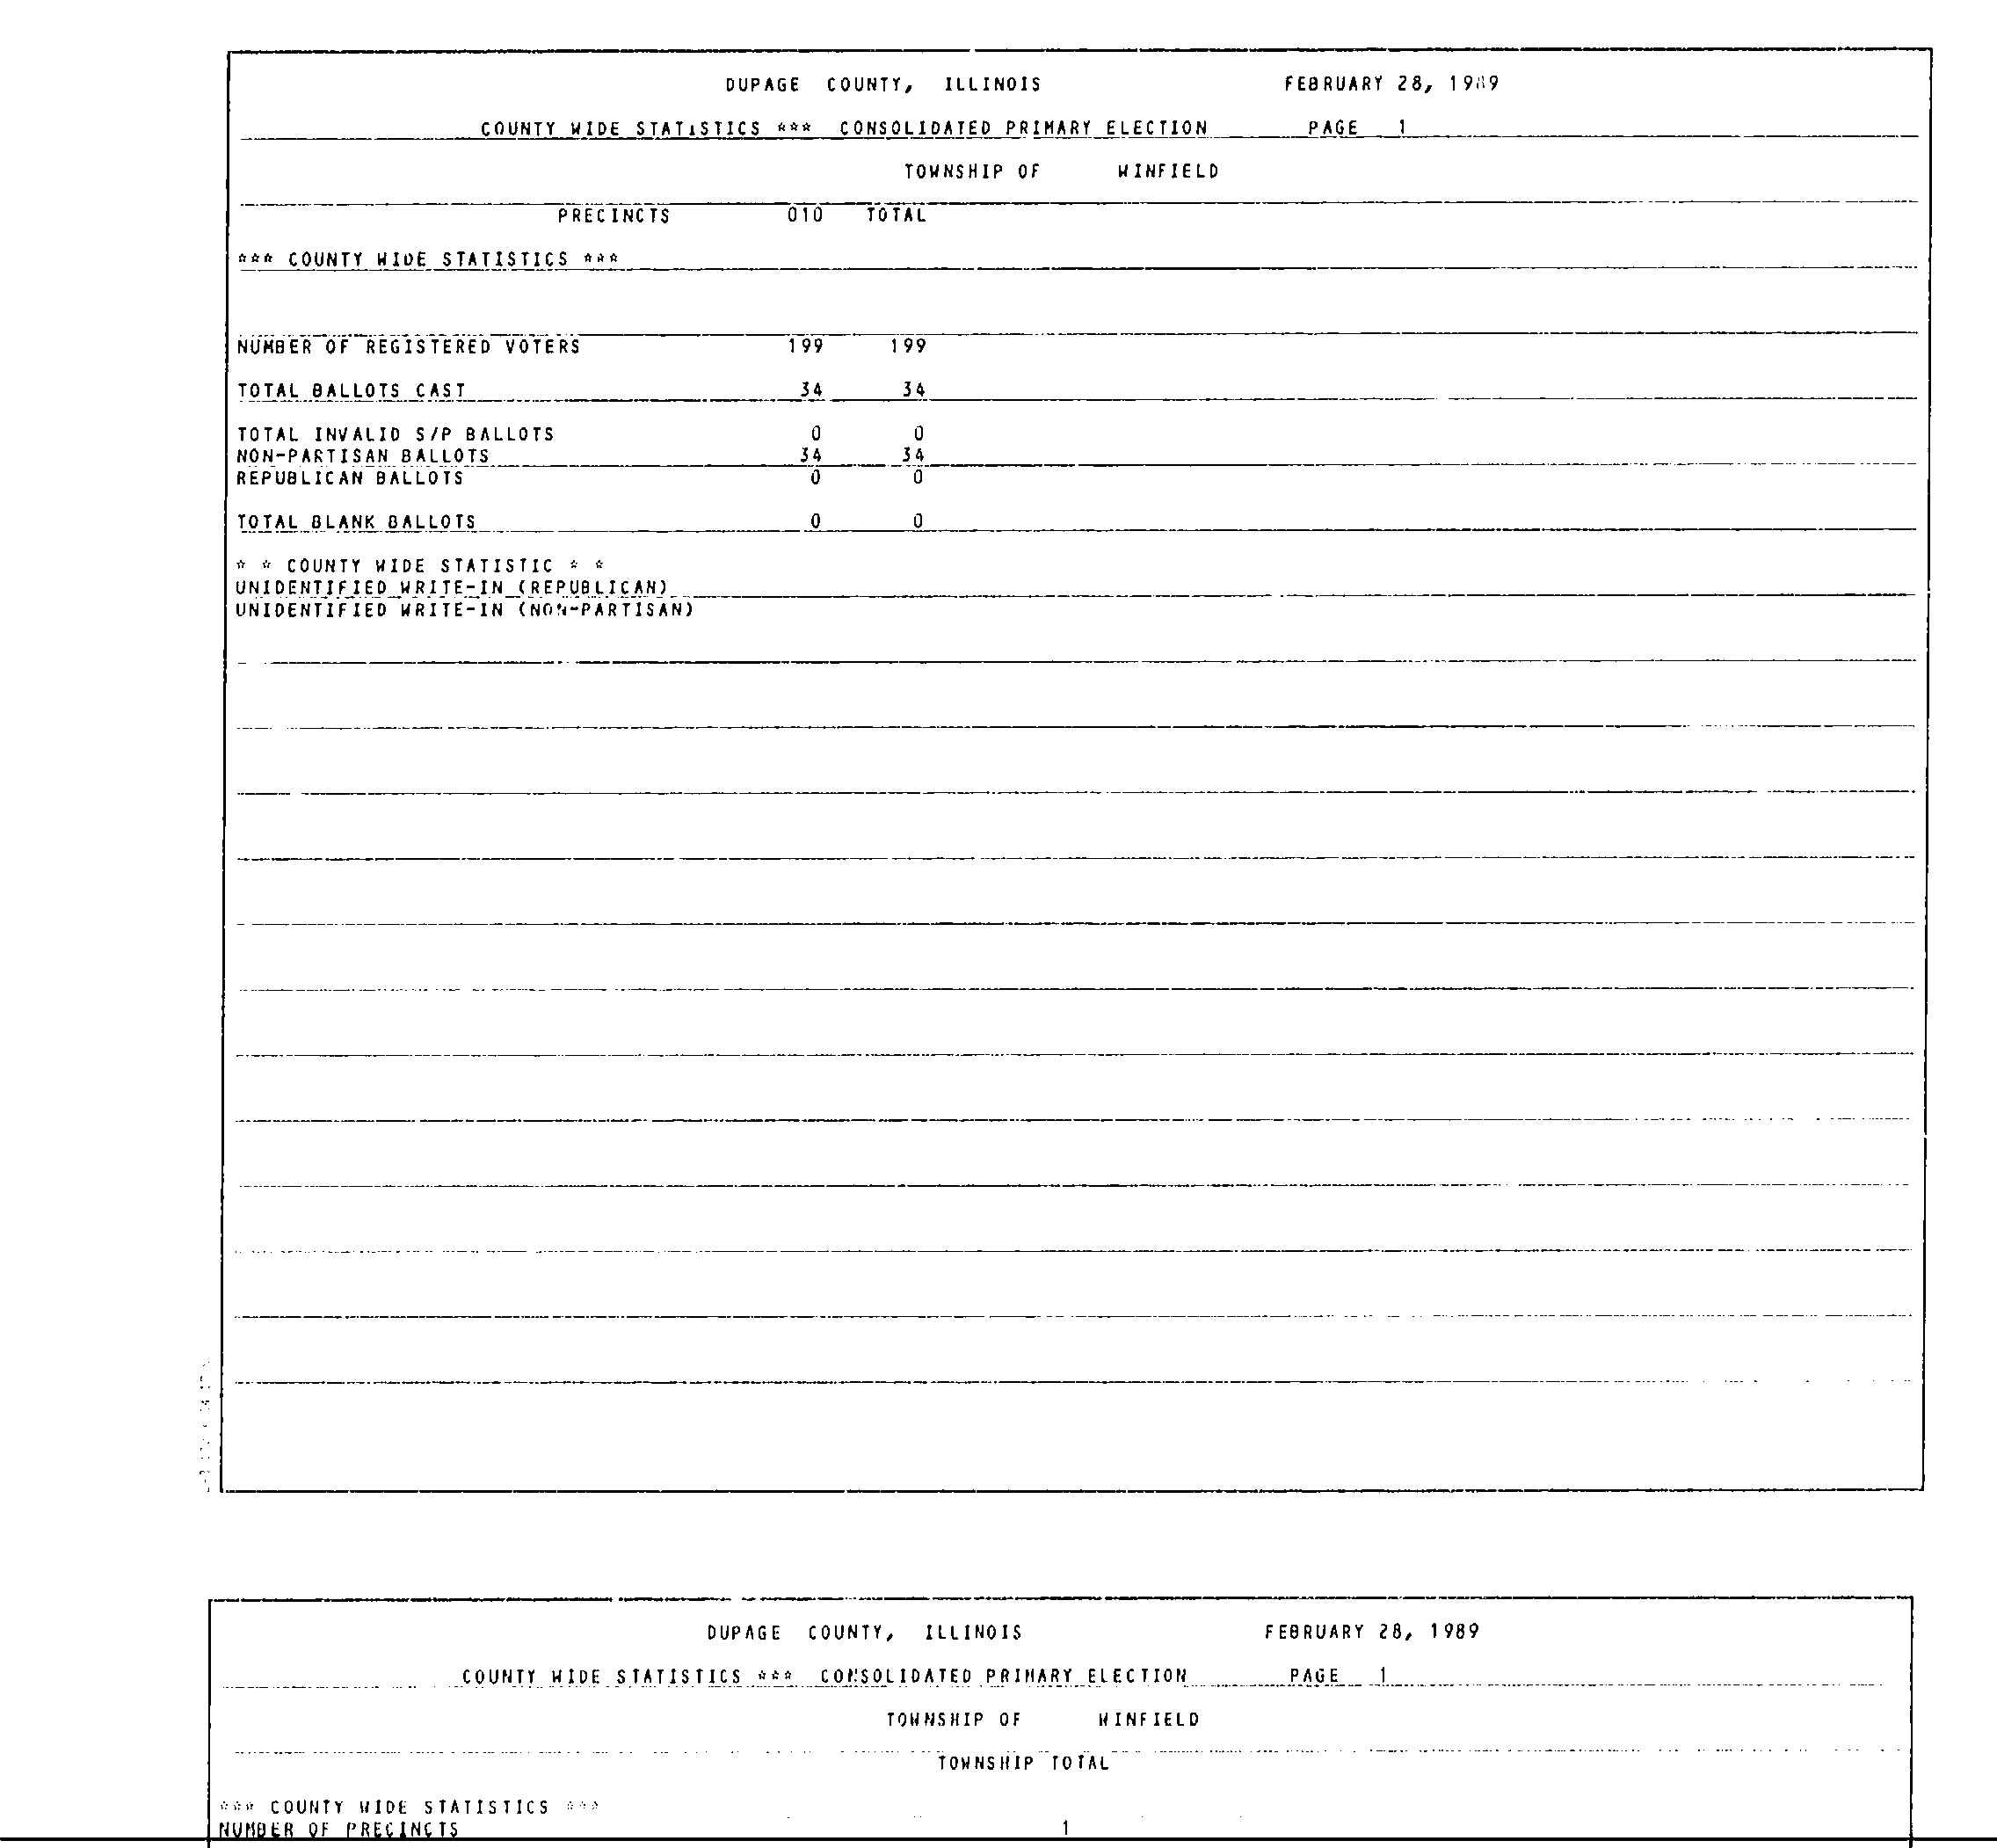 DUPAGE COUNTY, ILLINOIS FEBRUARY 28, 1989
COUNTY WIDE STATISTICS *** CONSOLIDATED PRIMARY ELECTION PAGE 1
TOWNSHIP OF WINFIELD
PRECINCTS 010 TOTAL
*** COUNTY WIDE STATISTICS ***
NUMBER OF REGISTERED VOTERS 199 199
TOTAL BALLOTS CAST 34 34
TOTAL INVALID S/P BALLOTS 0 0
NON-PARTISAN BALLOTS 34 34
REPUBLICAN BALLOTS 0 0
TOTAL BLANK BALLOTS 0 0
* * COUNTY WIDE STATISTIC * *
UNIDENTIFIED WRITE-IN (REPUBLICAN)
UNIDENTIFIED WRITE-IN (NON-PARTISAN)
DUPAGE COUNTY, ILLINOIS FEBRUARY 28, 1989
COUNTY WIDE STATISTICS *** CONSOLIDATED PRIMARY ELECTION PAGE 1
TOWNSHIP OF WINFIELD
TOWNSHIP TOTAL
*** COUNTY WIDE STATISTICS ***
NUMBER OF PRECINCTS 1